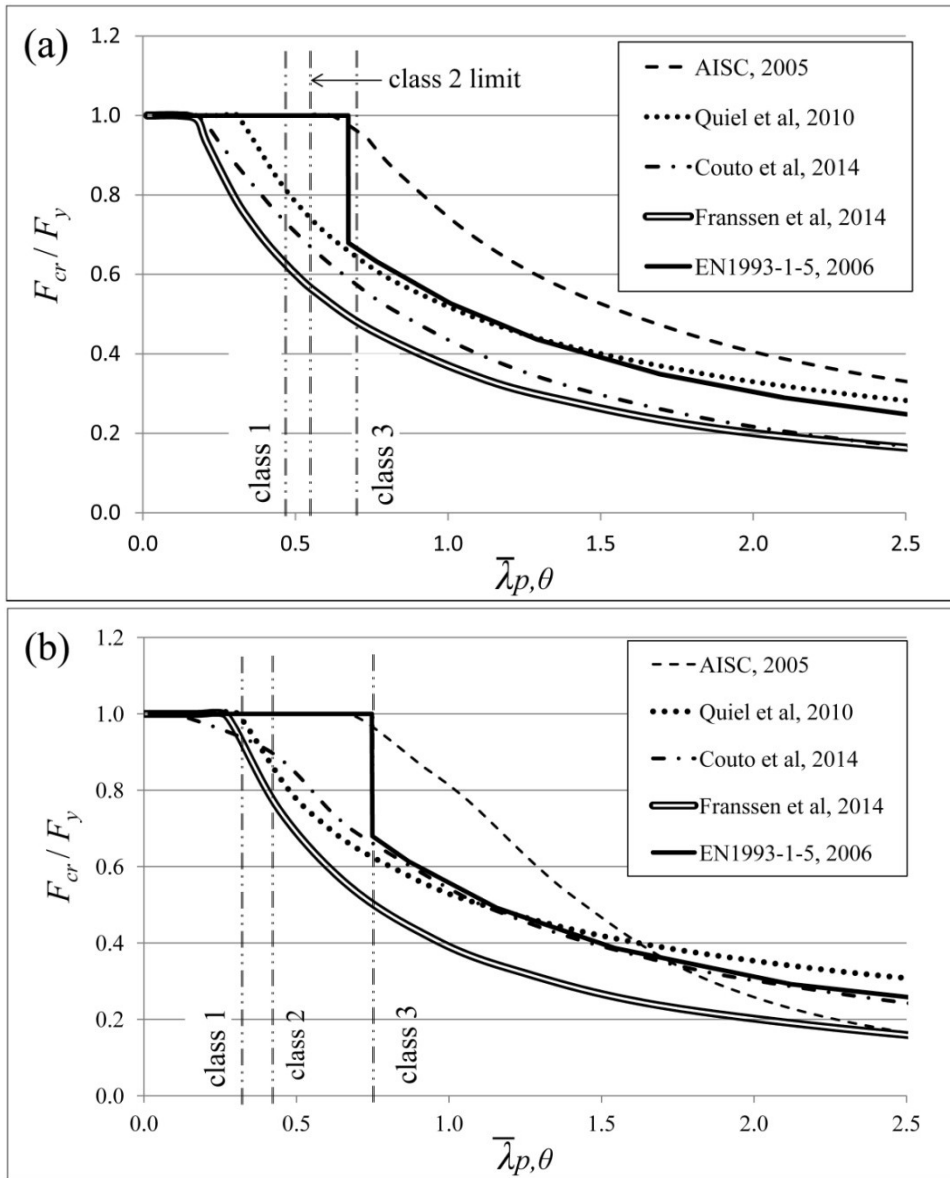 (a)
1.2
1.0
0.8
0.6
0.4
0.2
0.0
F_cr / F_y
class 2 limit
class 1
class 3
AISC, 2005
Quiel et al, 2010
Couto et al, 2014
Franssen et al, 2014
EN1993-1-5, 2006
0.0 0.5 1.0 1.5 2.0 2.5
λ̅p,θ
(b)
1.2
1.0
0.8
0.6
0.4
0.2
0.0
F_cr / F_y
class 1
class 2
class 3
AISC, 2005
Quiel et al, 2010
Couto et al, 2014
Franssen et al, 2014
EN1993-1-5, 2006
0.0 0.5 1.0 1.5 2.0 2.5
λ̅p,θ